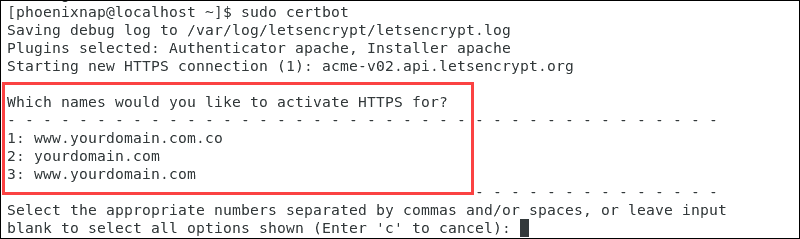 [phoenixnap@localhost ~]$ sudo certbot
Saving debug log to /var/log/letsencrypt/letsencrypt.log
Plugins selected: Authenticator apache, Installer apache
Starting new HTTPS connection (1): acme-v02.api.letsencrypt.org
Which names would you like to activate HTTPS for?
- - - - - - - - - - - - - - - - - - - - - - - - - - - - - - - - - - - - - - - -
1: www.yourdomain.com.co
2: yourdomain.com
3: www.yourdomain.com
- - - - - - - - - - - - - - - - - - - - - - - - - - - - - - - - - - - - - - - -
Select the appropriate numbers separated by commas and/or spaces, or leave input
blank to select all options shown (Enter 'c' to cancel):